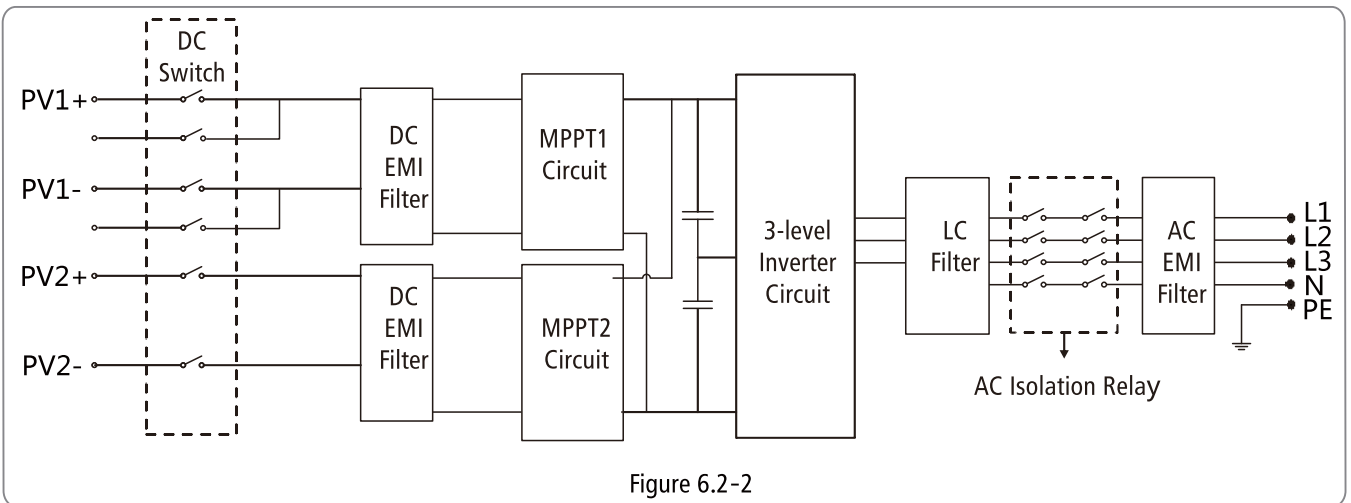 DC
Switch
PV1+
PV1-
PV2+
PV2-
DC
EMI
Filter
DC
EMI
Filter
MPPT1
Circuit
MPPT2
Circuit
3-level
Inverter
Circuit
LC
Filter
AC Isolation Relay
AC
EMI
Filter
L1
L2
L3
N
PE
Figure 6.2-2